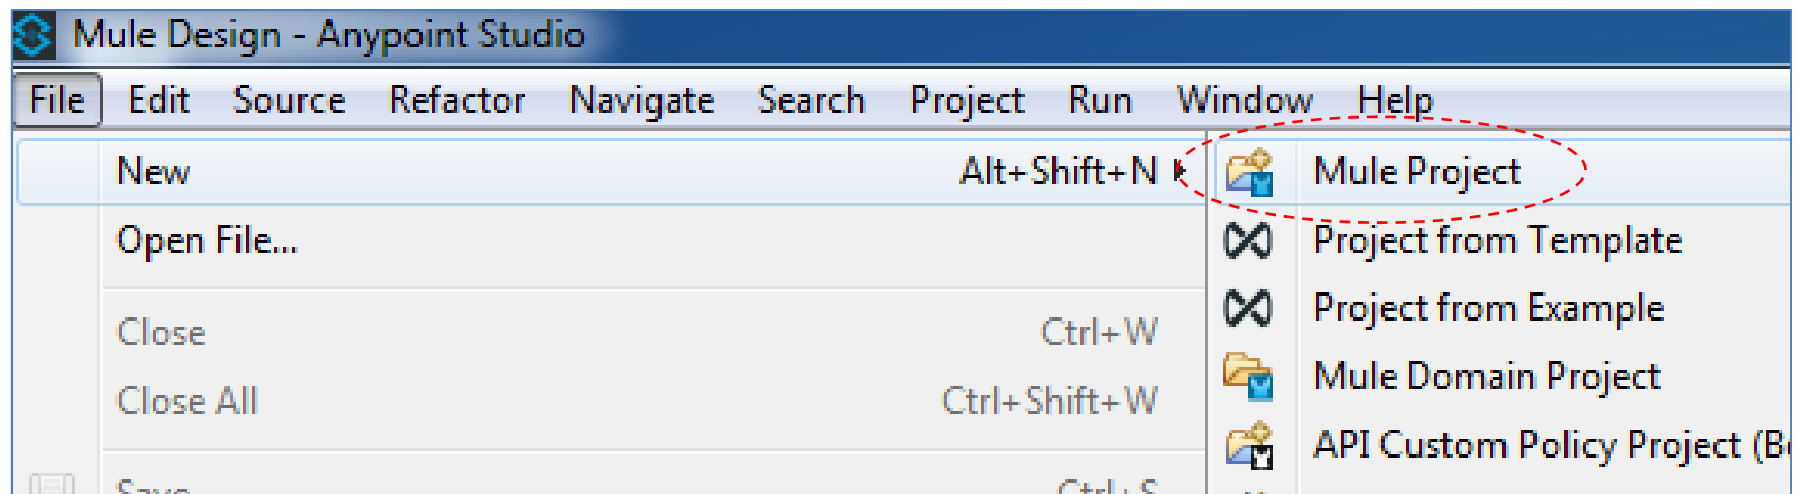 Mule Design - Anypoint Studio
File Edit Source Refactor Navigate Search Project Run Window Help
New Alt+Shift+N Mule Project
Open File... Project from Template
Project from Example
Close Ctrl+W
Mule Domain Project
Close All Ctrl+Shift+W
API Custom Policy Project (B
Save Ctrl+S